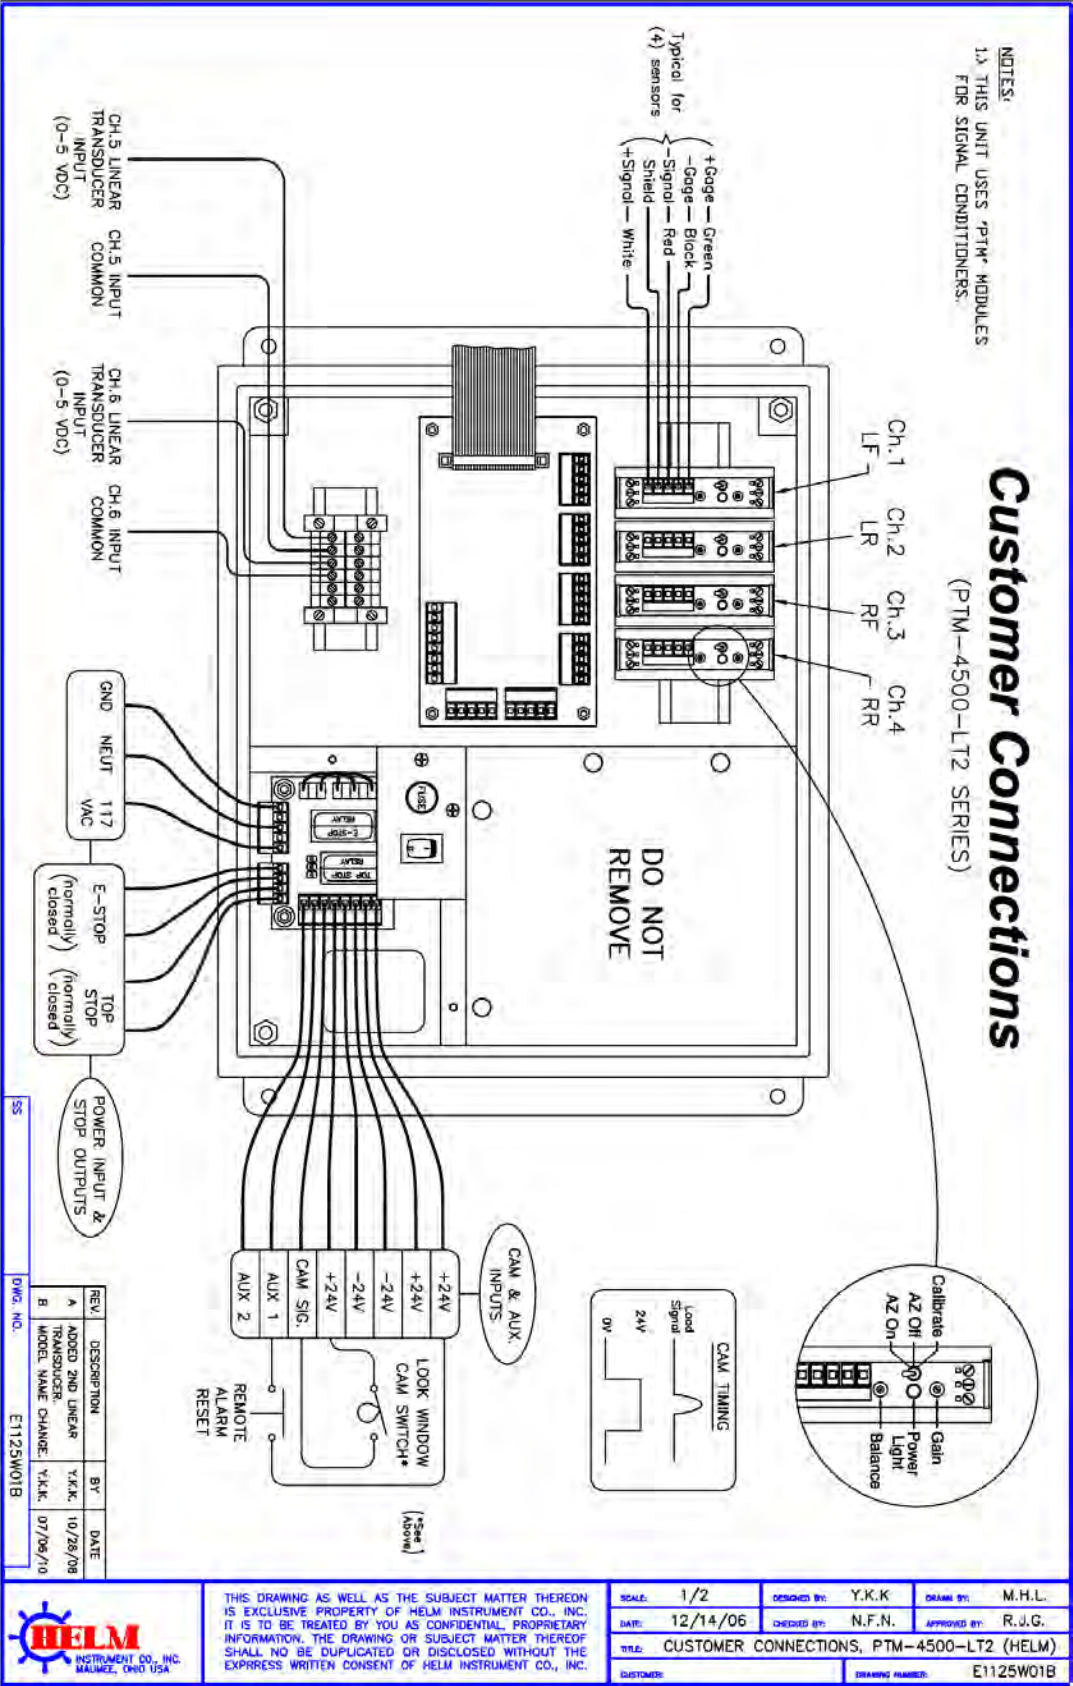 Customer Connections
(PTM-4500-LT2 SERIES)
NOTES:
1.) THIS UNIT USES "PTM" MODULES
FOR SIGNAL CONDITIONERS.
Typical for
(4) sensors
+Gage — Green
-Gage — Black
-Signal — Red
Shield
+Signal — White
Ch.1
LF
Ch.2
LR
Ch.3
RF
Ch.4
RR
CH.5 LINEAR
TRANSDUCER
INPUT
(0-5 VDC)
CH.5 INPUT
COMMON
CH.6 LINEAR
TRANSDUCER
INPUT
(0-5 VDC)
CH.6 INPUT
COMMON
DO NOT
REMOVE
FUSE
E-STOP
RELAY
TOP STOP
RELAY
GND
NEUT
117
VAC
E-STOP
(normally
closed)
TOP
STOP
(normally
closed)
POWER INPUT &
STOP OUTPUTS
CAM & AUX.
INPUTS
+24V
+24V
-24V
-24V
+24V
CAM SIG.
AUX 1
AUX 2
LOOK WINDOW
CAM SWITCH*
REMOTE
ALARM
RESET
(*See
Above)
CAM TIMING
Load
Signal
24V
0V
Calibrate
AZ Off
AZ On
Gain
Power
Light
Balance
REV. DESCRIPTION BY DATE
A ADDED 2ND LINEAR TRANSDUCER. Y.K.K. 10/28/08
B MODEL NAME CHANGE. Y.K.K. 07/06/10
SS
DWG. NO. E1125W01B
HELM
INSTRUMENT CO., INC.
MAUMEE, OHIO USA
THIS DRAWING AS WELL AS THE SUBJECT MATTER THEREON
IS EXCLUSIVE PROPERTY OF HELM INSTRUMENT CO., INC.
IT IS TO BE TREATED BY YOU AS CONFIDENTIAL, PROPRIETARY
INFORMATION. THE DRAWING OR SUBJECT MATTER THEREOF
SHALL NO BE DUPLICATED OR DISCLOSED WITHOUT THE
EXPRRESS WRITTEN CONSENT OF HELM INSTRUMENT CO., INC.
SCALE: 1/2 DESIGNED BY: Y.K.K DRAWN BY: M.H.L.
DATE: 12/14/06 CHECKED BY: N.F.N. APPROVED BY: R.J.G.
TITLE: CUSTOMER CONNECTIONS, PTM-4500-LT2 (HELM)
CUSTOMER: DRAWING NUMBER: E1125W01B